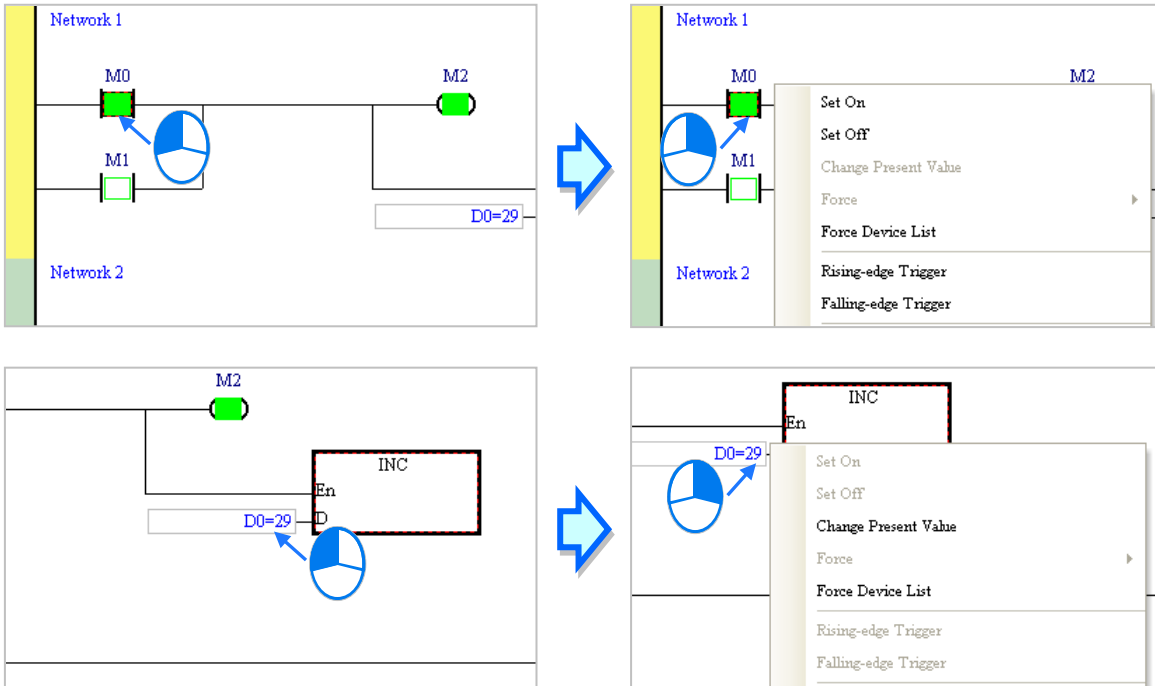 Network 1
M0
M2
M1
D0=29
Network 2
Network 1
M0
M2
M1
Set On
Set Off
Change Present Value
Force
Force Device List
Rising-edge Trigger
Falling-edge Trigger
Network 2
M2
INC
En
D0=29
D
INC
En
D0=29
Set On
Set Off
Change Present Value
Force
Force Device List
Rising-edge Trigger
Falling-edge Trigger